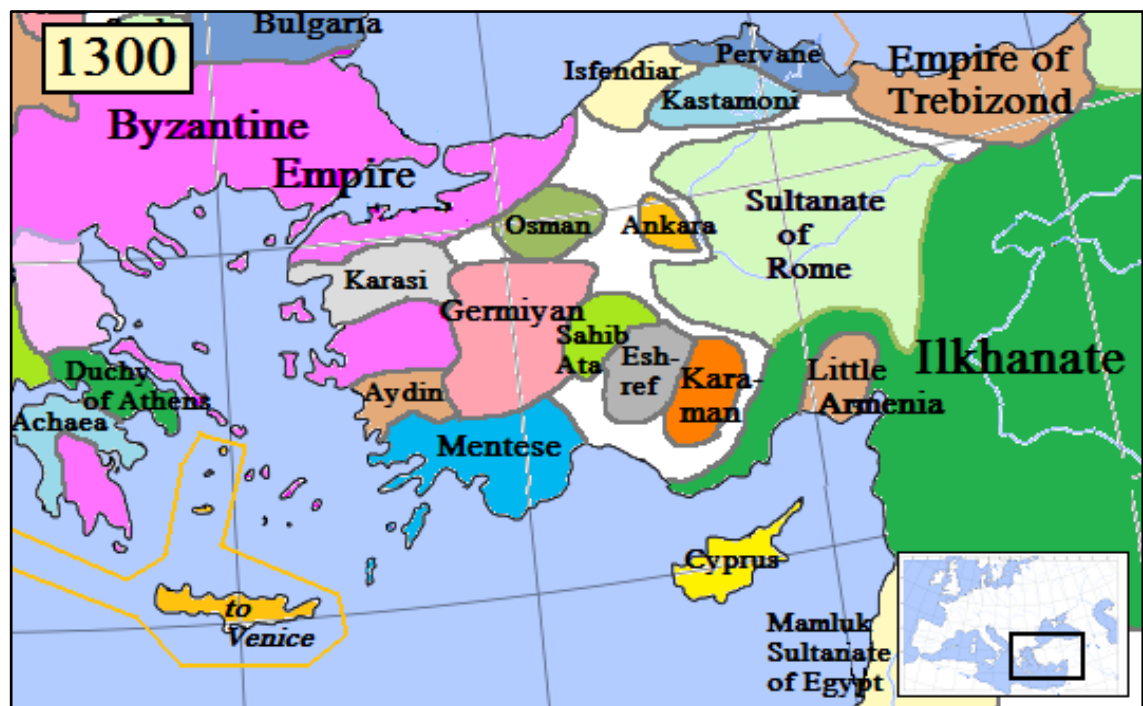 1300
Bulgaria
Byzantine
Empire
Isfendiar
Pervane
Kastamoni
Empire of
Trebizond
Osman
Ankara
Sultanate
of
Rome
Karasi
Germiyan
Sahib
Ata
Esh-
ref
Kara-
man
Little
Armenia
Ilkhanate
Duchy
of Athens
Achaea
Aydin
Mentese
Cyprus
to
Venice
Mamluk
Sultanate
of Egypt